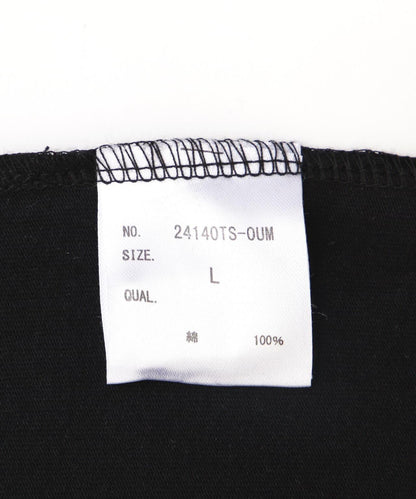 NO. 24140TS-OUM
SIZE.
L
QUAL.
綿 100%